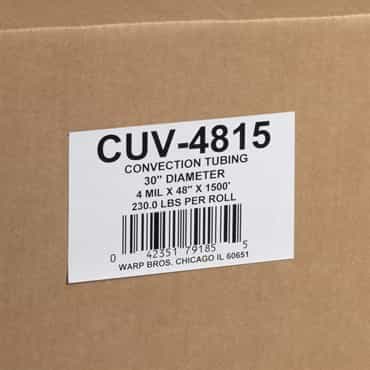 CUV-4815
CONVECTION TUBING
30" DIAMETER
4 MIL X 48" X 1500'
230.0 LBS PER ROLL
0 42351 79185 5
WARP BROS. CHICAGO IL 60651